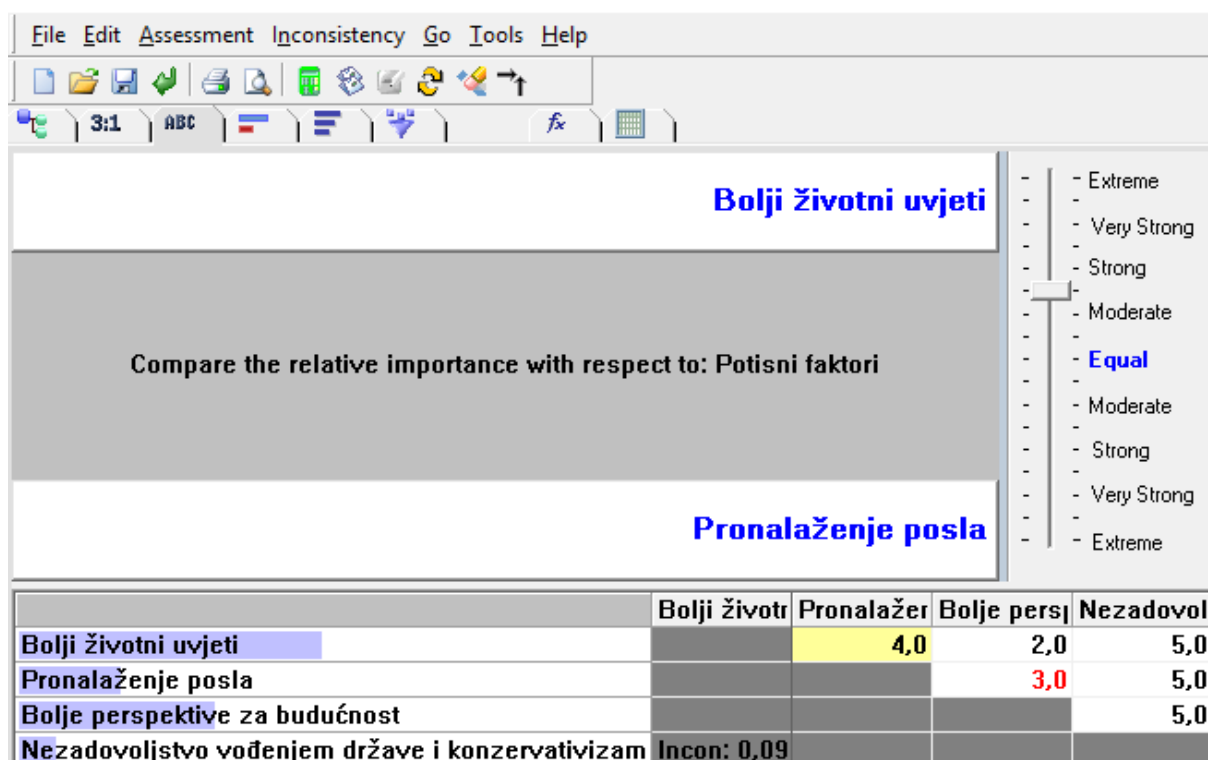 File Edit Assessment Inconsistency Go Tools Help
3:1 ABC fx
Bolji životni uvjeti
Compare the relative importance with respect to: Potisni faktori
Pronalaženje posla
Extreme
Very Strong
Strong
Moderate
Equal
Moderate
Strong
Very Strong
Extreme
Bolji životr Pronalažer Bolje persp Nezadovol
Bolji životni uvjeti 4,0 2,0 5,0
Pronalaženje posla 3,0 5,0
Bolje perspektive za budućnost 5,0
Nezadovoljstvo vođenjem države i konzervativizam Incon: 0,09